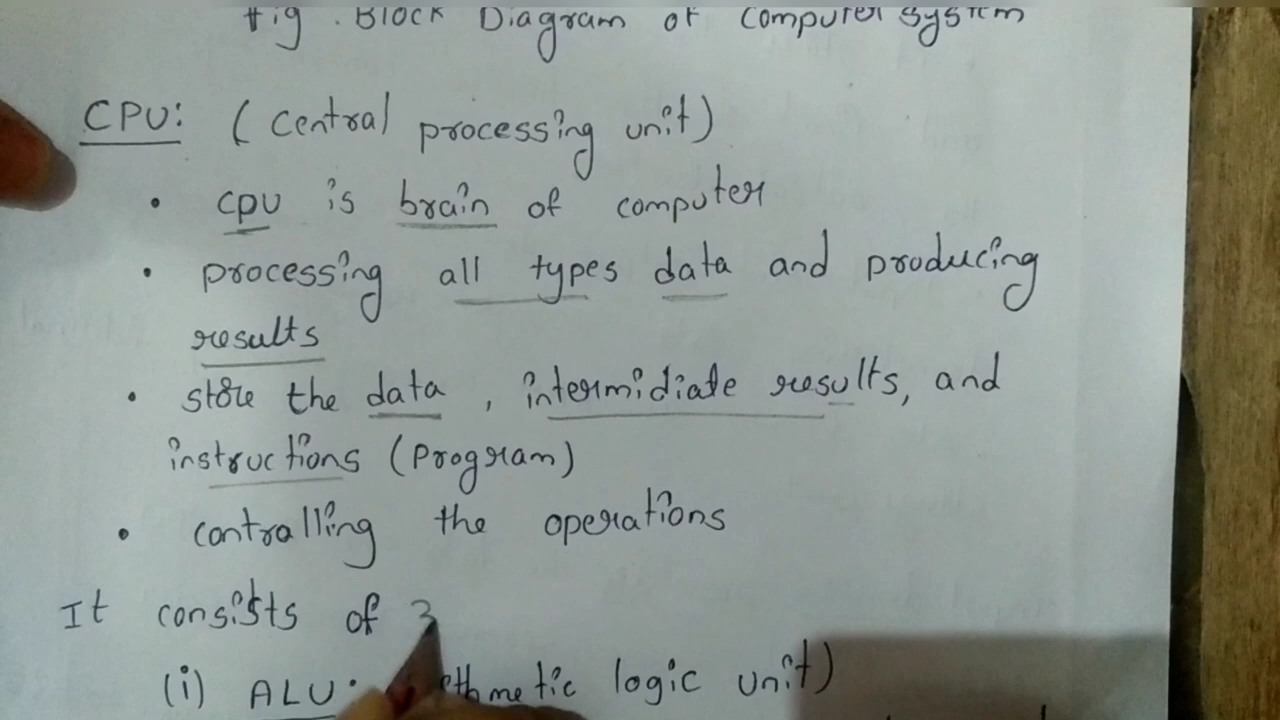 Fig. Block Diagram of Computer System
CPU: (Central processing unit)
• CPU is brain of computer
• processing all types data and producing
results
• store the data, intermidiate results, and
instructions (Program)
• contralling the operations
It consists of 3
(i) ALU: logic unit)